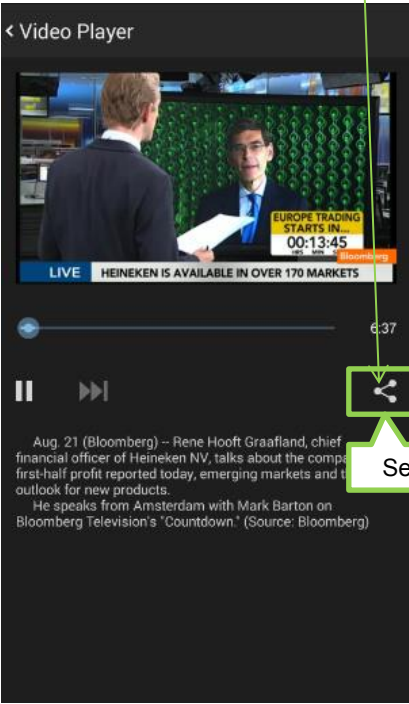 < Video Player
EUROPE TRADING
STARTS IN...
00:13:45
HRS MIN
Bloomberg
LIVE HEINEKEN IS AVAILABLE IN OVER 170 MARKETS
6:37
Aug. 21 (Bloomberg) -- Rene Hooft Graafland, chief
financial officer of Heineken NV, talks about the
first-half profit reported today, emerging markets and
outlook for new products.
He speaks from Amsterdam with Mark Barton on
Bloomberg Television's "Countdown." (Source: Bloomberg)